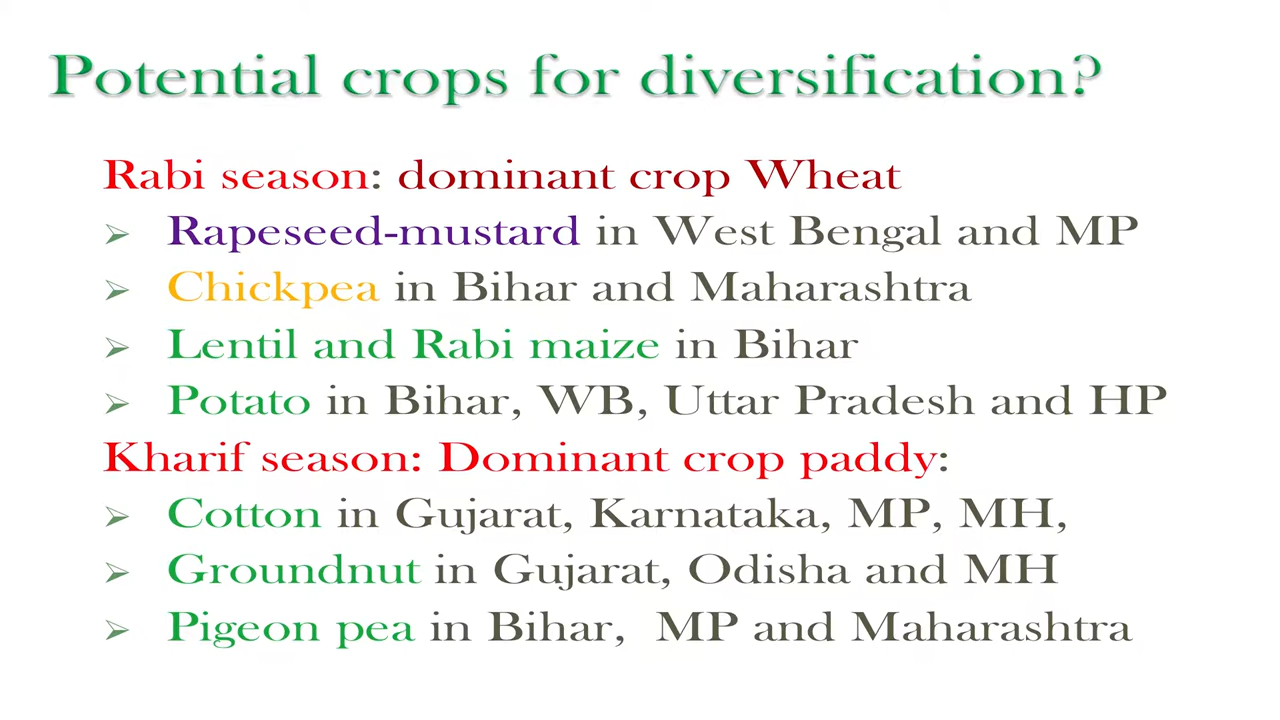 Potential crops for diversification?
Rabi season: dominant crop Wheat
➢ Rapeseed-mustard in West Bengal and MP
➢ Chickpea in Bihar and Maharashtra
➢ Lentil and Rabi maize in Bihar
➢ Potato in Bihar, WB, Uttar Pradesh and HP
Kharif season: Dominant crop paddy:
➢ Cotton in Gujarat, Karnataka, MP, MH,
➢ Groundnut in Gujarat, Odisha and MH
➢ Pigeon pea in Bihar,  MP and Maharashtra